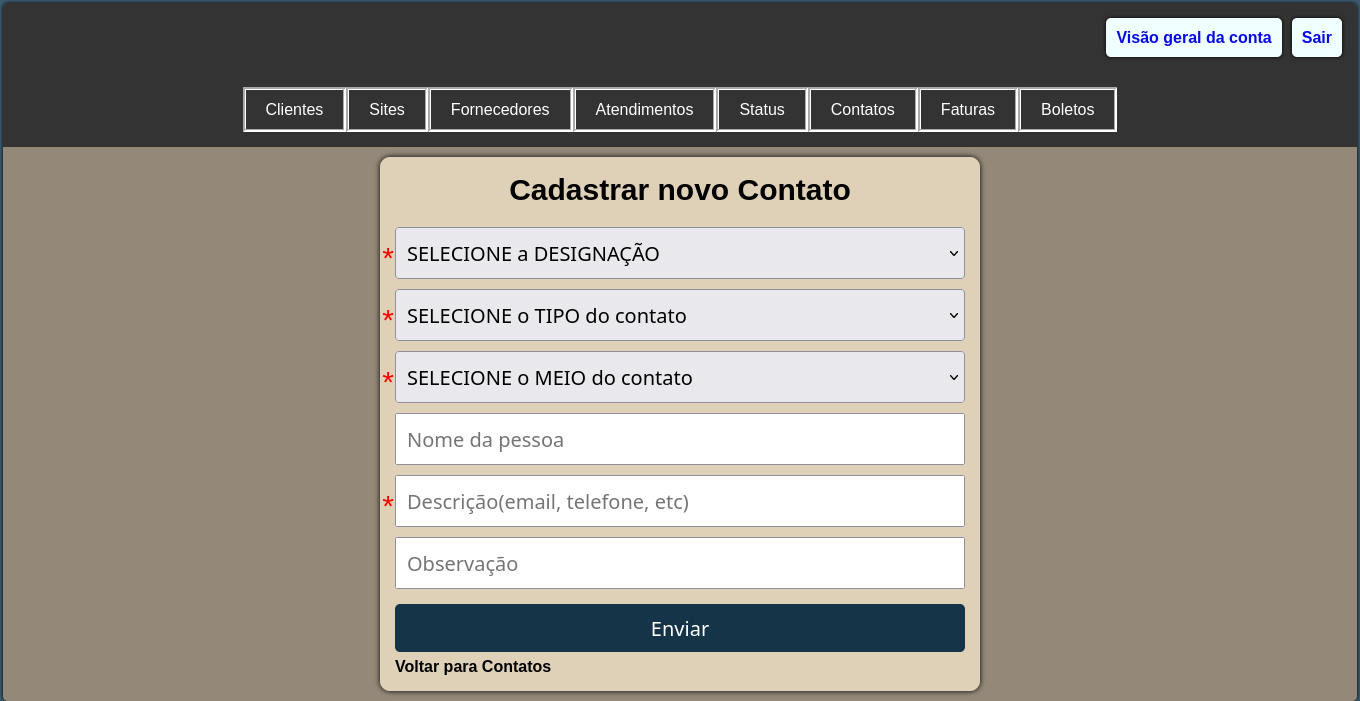 Visão geral da conta Sair
Clientes Sites Fornecedores Atendimentos Status Contatos Faturas Boletos
Cadastrar novo Contato
* SELECIONE a DESIGNAÇÃO
* SELECIONE o TIPO do contato
* SELECIONE o MEIO do contato
Nome da pessoa
* Descrição(email, telefone, etc)
Observação
Enviar
Voltar para Contatos